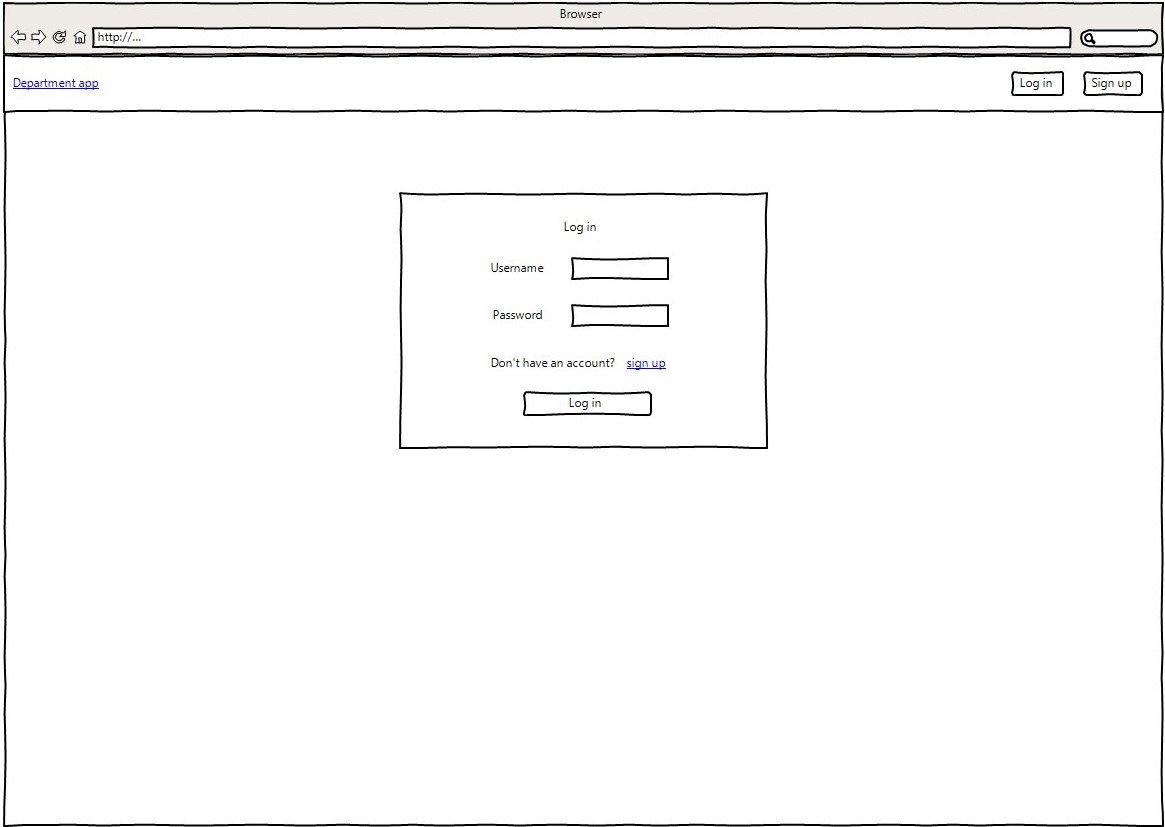 Browser
http://...
Department app
Log in
Sign up
Log in
Username
Password
Don't have an account? sign up
Log in